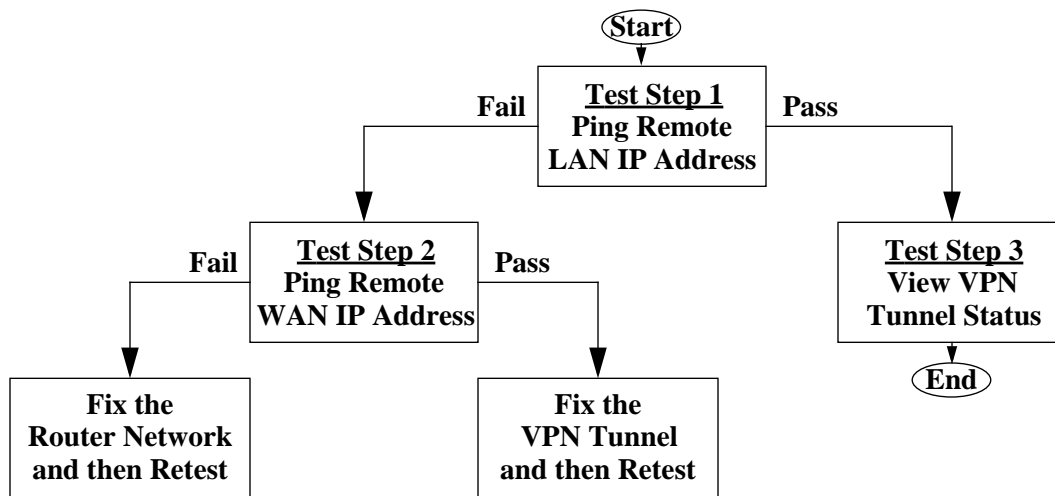 Start
Fail
Test Step 1
Ping Remote
LAN IP Address
Pass
Fail
Test Step 2
Ping Remote
WAN IP Address
Pass
Test Step 3
View VPN
Tunnel Status
End
Fix the
Router Network
and then Retest
Fix the
VPN Tunnel
and then Retest